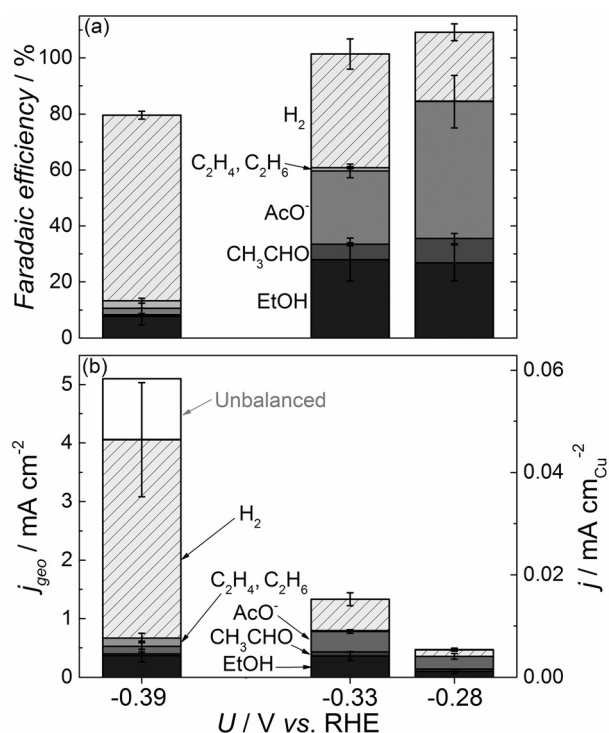 (a)
Faradaic efficiency / %
100
80
60
40
20
0
H₂
C₂H₄, C₂H₆
AcO⁻
CH₃CHO
EtOH
(b)
j_geo / mA cm⁻²
5
4
3
2
1
0
Unbalanced
H₂
C₂H₄, C₂H₆
AcO⁻
CH₃CHO
EtOH
0.06
0.04
0.02
0.00
j / mA cm_Cu⁻²
-0.39 -0.33 -0.28
U / V vs. RHE